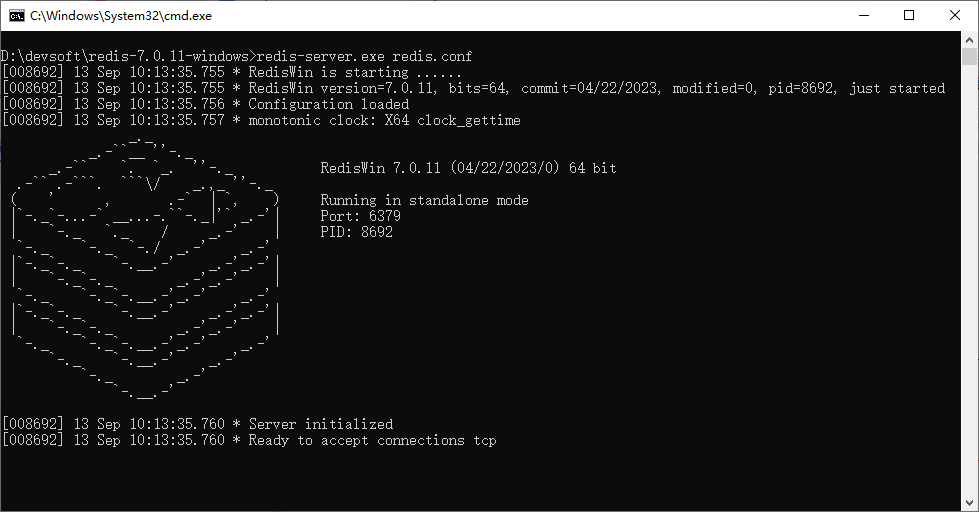 C:\Windows\System32\cmd.exe
D:\devsoft\redis-7.0.11-windows>redis-server.exe redis.conf
[008692] 13 Sep 10:13:35.755 * RedisWin is starting ......
[008692] 13 Sep 10:13:35.755 * RedisWin version=7.0.11, bits=64, commit=04/22/2023, modified=0, pid=8692, just started
[008692] 13 Sep 10:13:35.756 * Configuration loaded
[008692] 13 Sep 10:13:35.757 * monotonic clock: X64 clock_gettime
RedisWin 7.0.11 (04/22/2023/0) 64 bit
Running in standalone mode
Port: 6379
PID: 8692
[008692] 13 Sep 10:13:35.760 * Server initialized
[008692] 13 Sep 10:13:35.760 * Ready to accept connections tcp